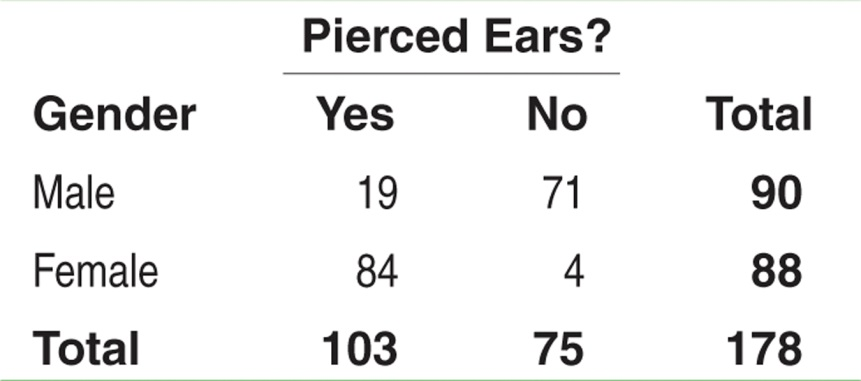 Pierced Ears?
Gender Yes No Total
Male 19 71 90
Female 84 4 88
Total 103 75 178